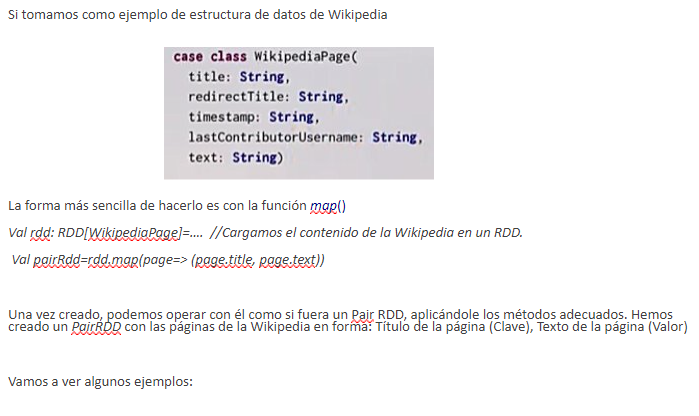 Si tomamos como ejemplo de estructura de datos de Wikipedia
case class WikipediaPage(
title: String,
redirectTitle: String,
timestamp: String,
lastContributorUsername: String,
text: String)
La forma más sencilla de hacerlo es con la función map()
Val rdd: RDD[WikipediaPage]=.... //Cargamos el contenido de la Wikipedia en un RDD.
Val pairRdd=rdd.map(page=> (page.title, page.text))
Una vez creado, podemos operar con él como si fuera un Pair RDD, aplicándole los métodos adecuados. Hemos
creado un PairRDD con las páginas de la Wikipedia en forma: Título de la página (Clave), Texto de la página (Valor)
Vamos a ver algunos ejemplos: